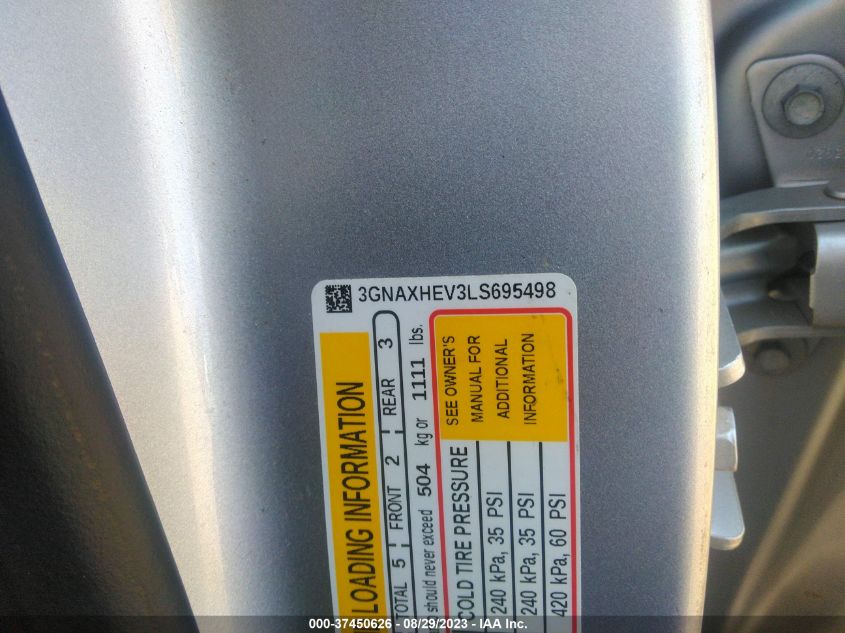 3GNAXHEV3LS695498
LOADING INFORMATION
TOTAL 5 FRONT 2 REAR 3
should never exceed 504 kg or 1111 lbs.
COLD TIRE PRESSURE
240 kPa, 35 PSI
240 kPa, 35 PSI
420 kPa, 60 PSI
SEE OWNER'S
MANUAL FOR
ADDITIONAL
INFORMATION
000-37450626 - 08/29/2023 - IAA Inc.